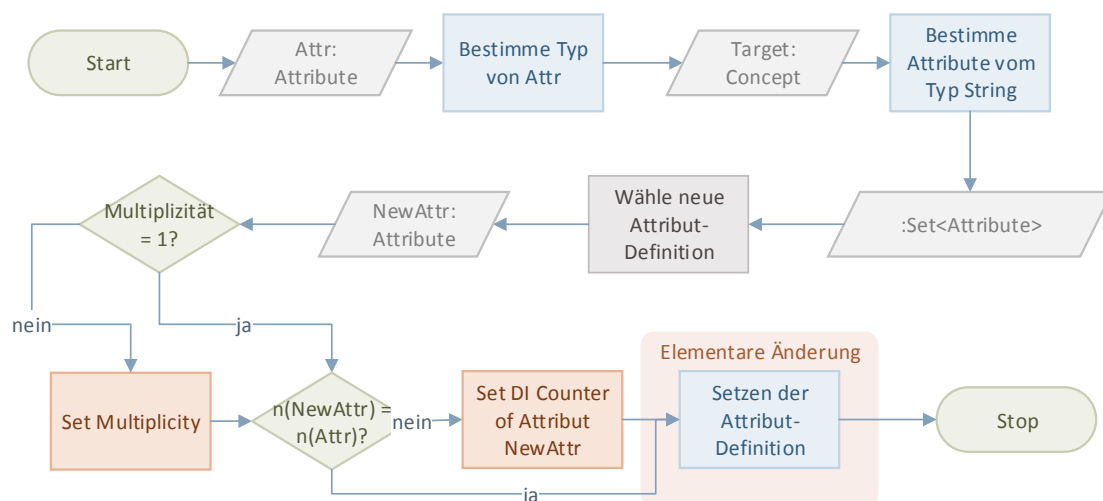 Start
Attr:
Attribute
Bestimme Typ
von Attr
Target:
Concept
Bestimme
Attribute vom
Typ String
Multiplizität
= 1?
NewAttr:
Attribute
Wähle neue
Attribut-
Definition
:Set<Attribute>
nein
ja
Elementare Änderung
Set Multiplicity
n(NewAttr) =
n(Attr)?
nein
Set DI Counter
of Attribut
NewAttr
Setzen der
Attribut-
Definition
Stop
ja